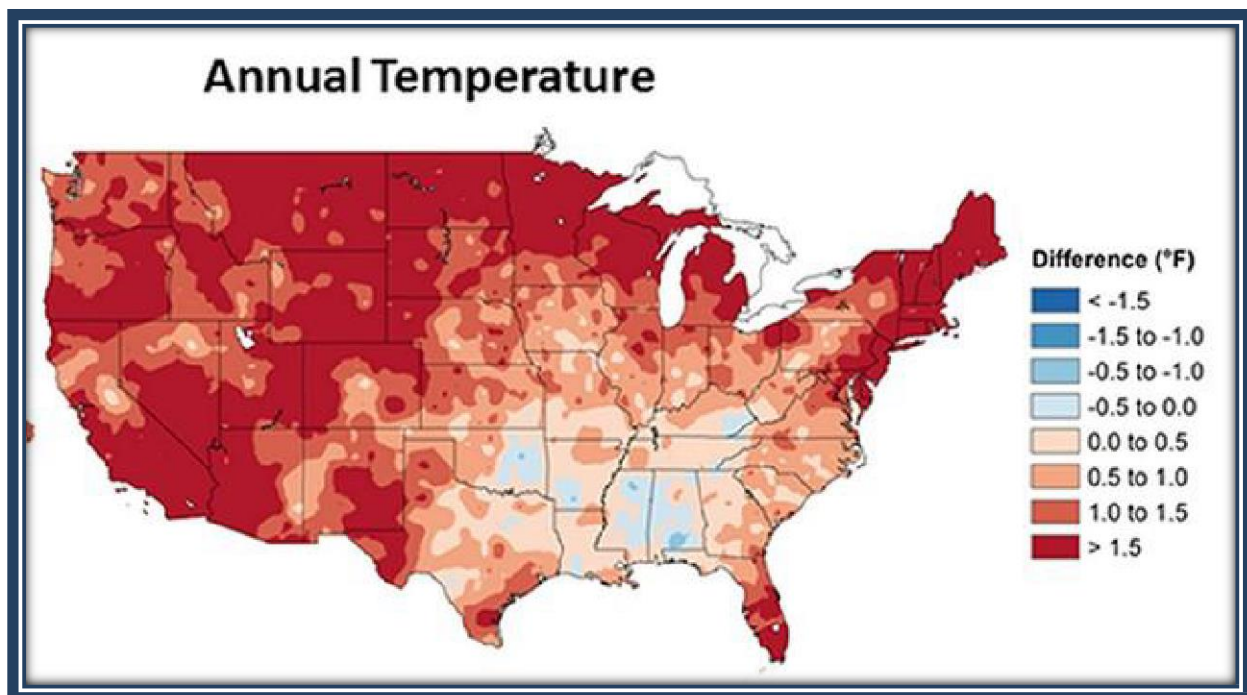 Annual Temperature
Difference (°F)
< -1.5
-1.5 to -1.0
-0.5 to -1.0
-0.5 to 0.0
0.0 to 0.5
0.5 to 1.0
1.0 to 1.5
> 1.5